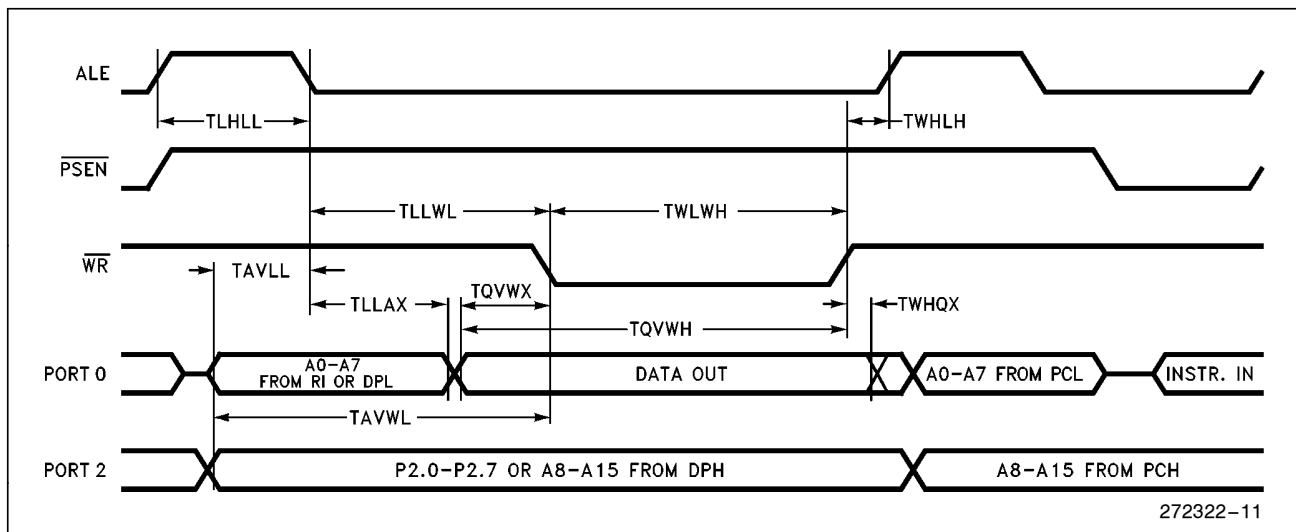 ALE
TLHLL
TWHLH
PSEN
TLLWL
TWLWH
WR
TAVLL
TLLAX
TQVWX
TWHQX
TQVWH
PORT 0
A0–A7
FROM RI OR DPL
DATA OUT
A0–A7 FROM PCL
INSTR. IN
TAVWL
PORT 2
P2.0–P2.7 OR A8–A15 FROM DPH
A8–A15 FROM PCH
272322–11